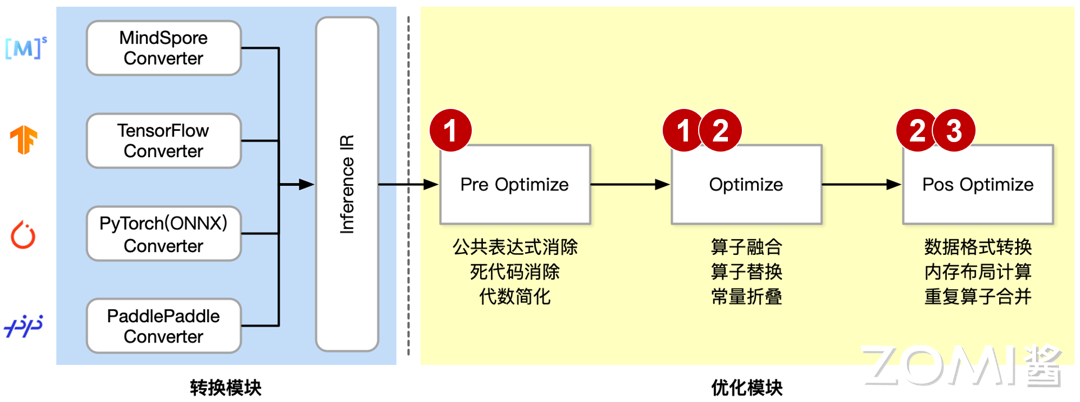 [M]s
MindSpore
Converter
TensorFlow
Converter
PyTorch(ONNX)
Converter
PaddlePaddle
Converter
Inference IR
转换模块
1
Pre Optimize
公共表达式消除
死代码消除
代数简化
1 2
Optimize
算子融合
算子替换
常量折叠
2 3
Pos Optimize
数据格式转换
内存布局计算
重复算子合并
优化模块
ZOMI酱